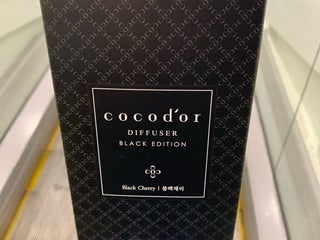 cocod'or
DIFFUSER
BLACK EDITION
Black Cherry | 블랙체리